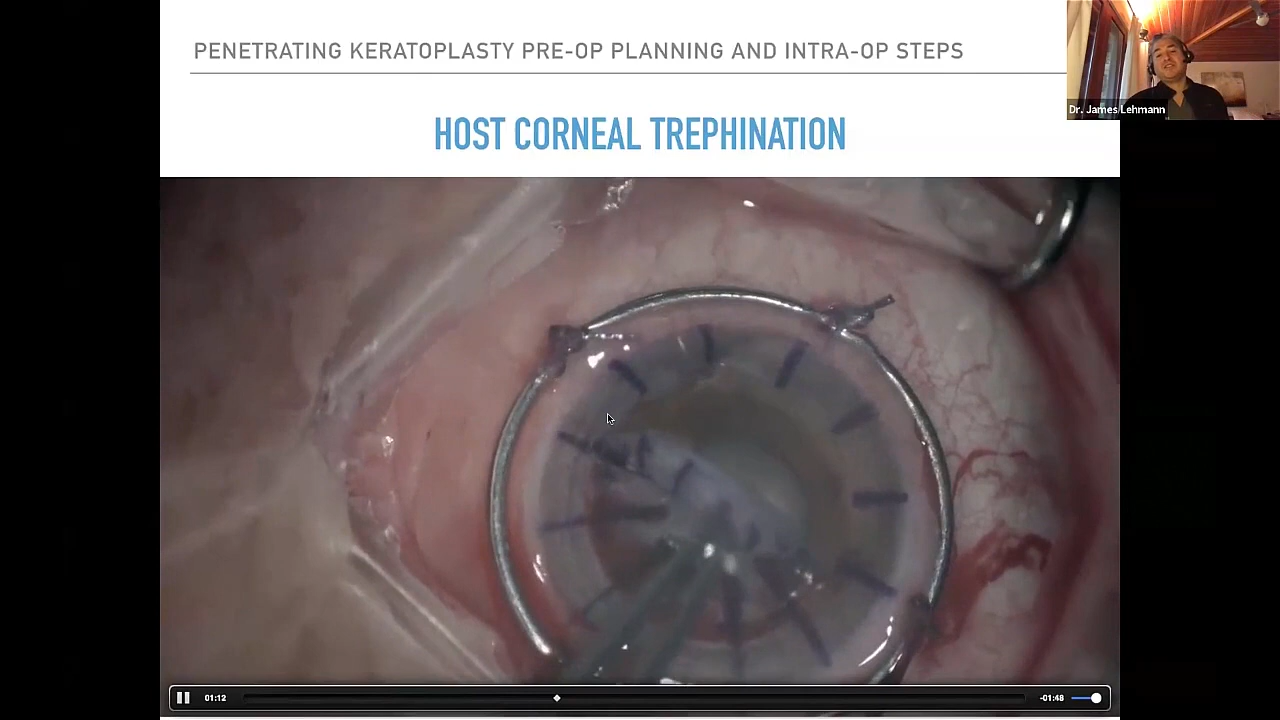 PENETRATING KERATOPLASTY PRE-OP PLANNING AND INTRA-OP STEPS
Dr. James Lehmann
HOST CORNEAL TREPHINATION
01:12
-01:48